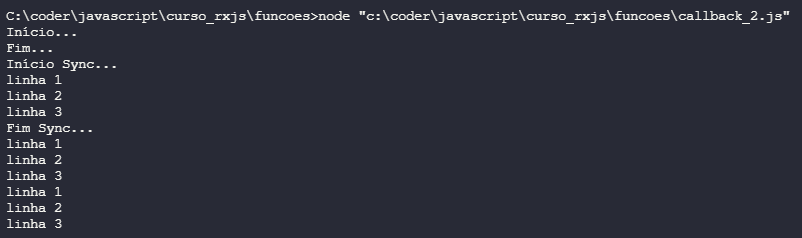 C:\coder\javascript\curso_rxjs\funcoes>node "c:\coder\javascript\curso_rxjs\funcoes\callback_2.js"
Início...
Fim...
Início Sync...
linha 1
linha 2
linha 3
Fim Sync...
linha 1
linha 2
linha 3
linha 1
linha 2
linha 3